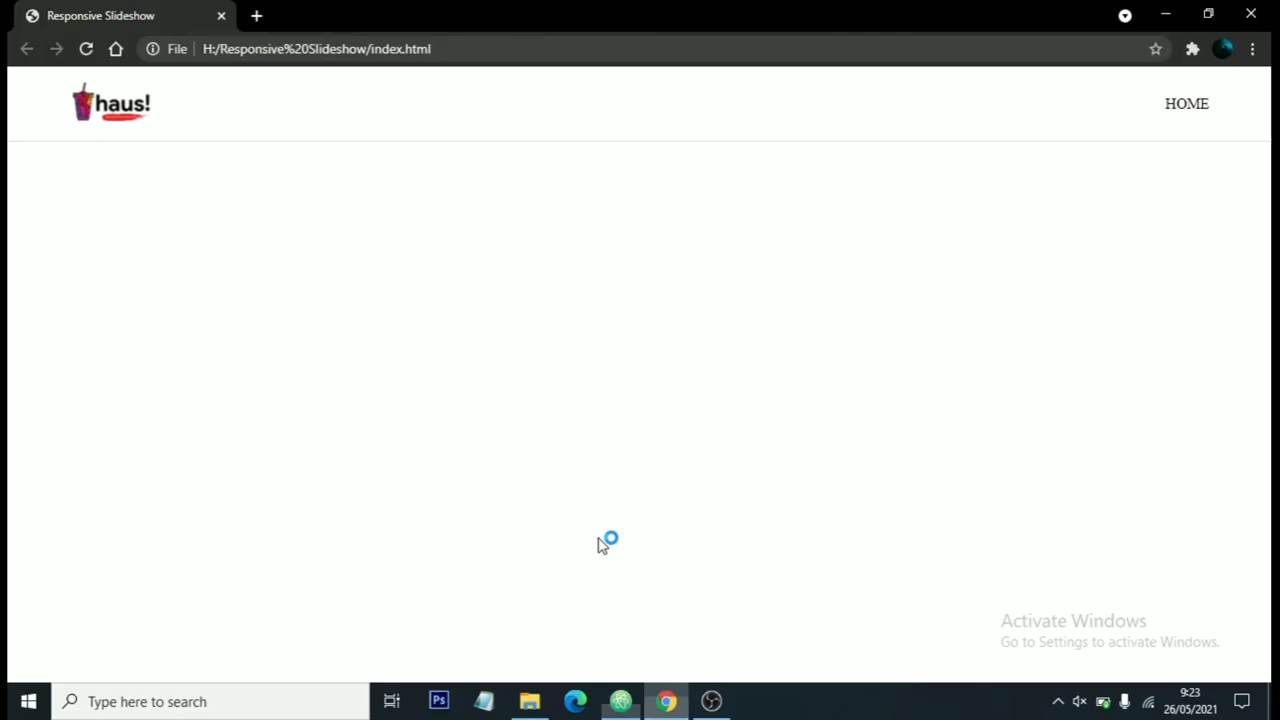 Responsive Slideshow
File
H:/Responsive%20Slideshow/index.html
haus!
HOME
Activate Windows
Go to Settings to activate Windows.
Ps
Type here to search
9:23
26/05/2021